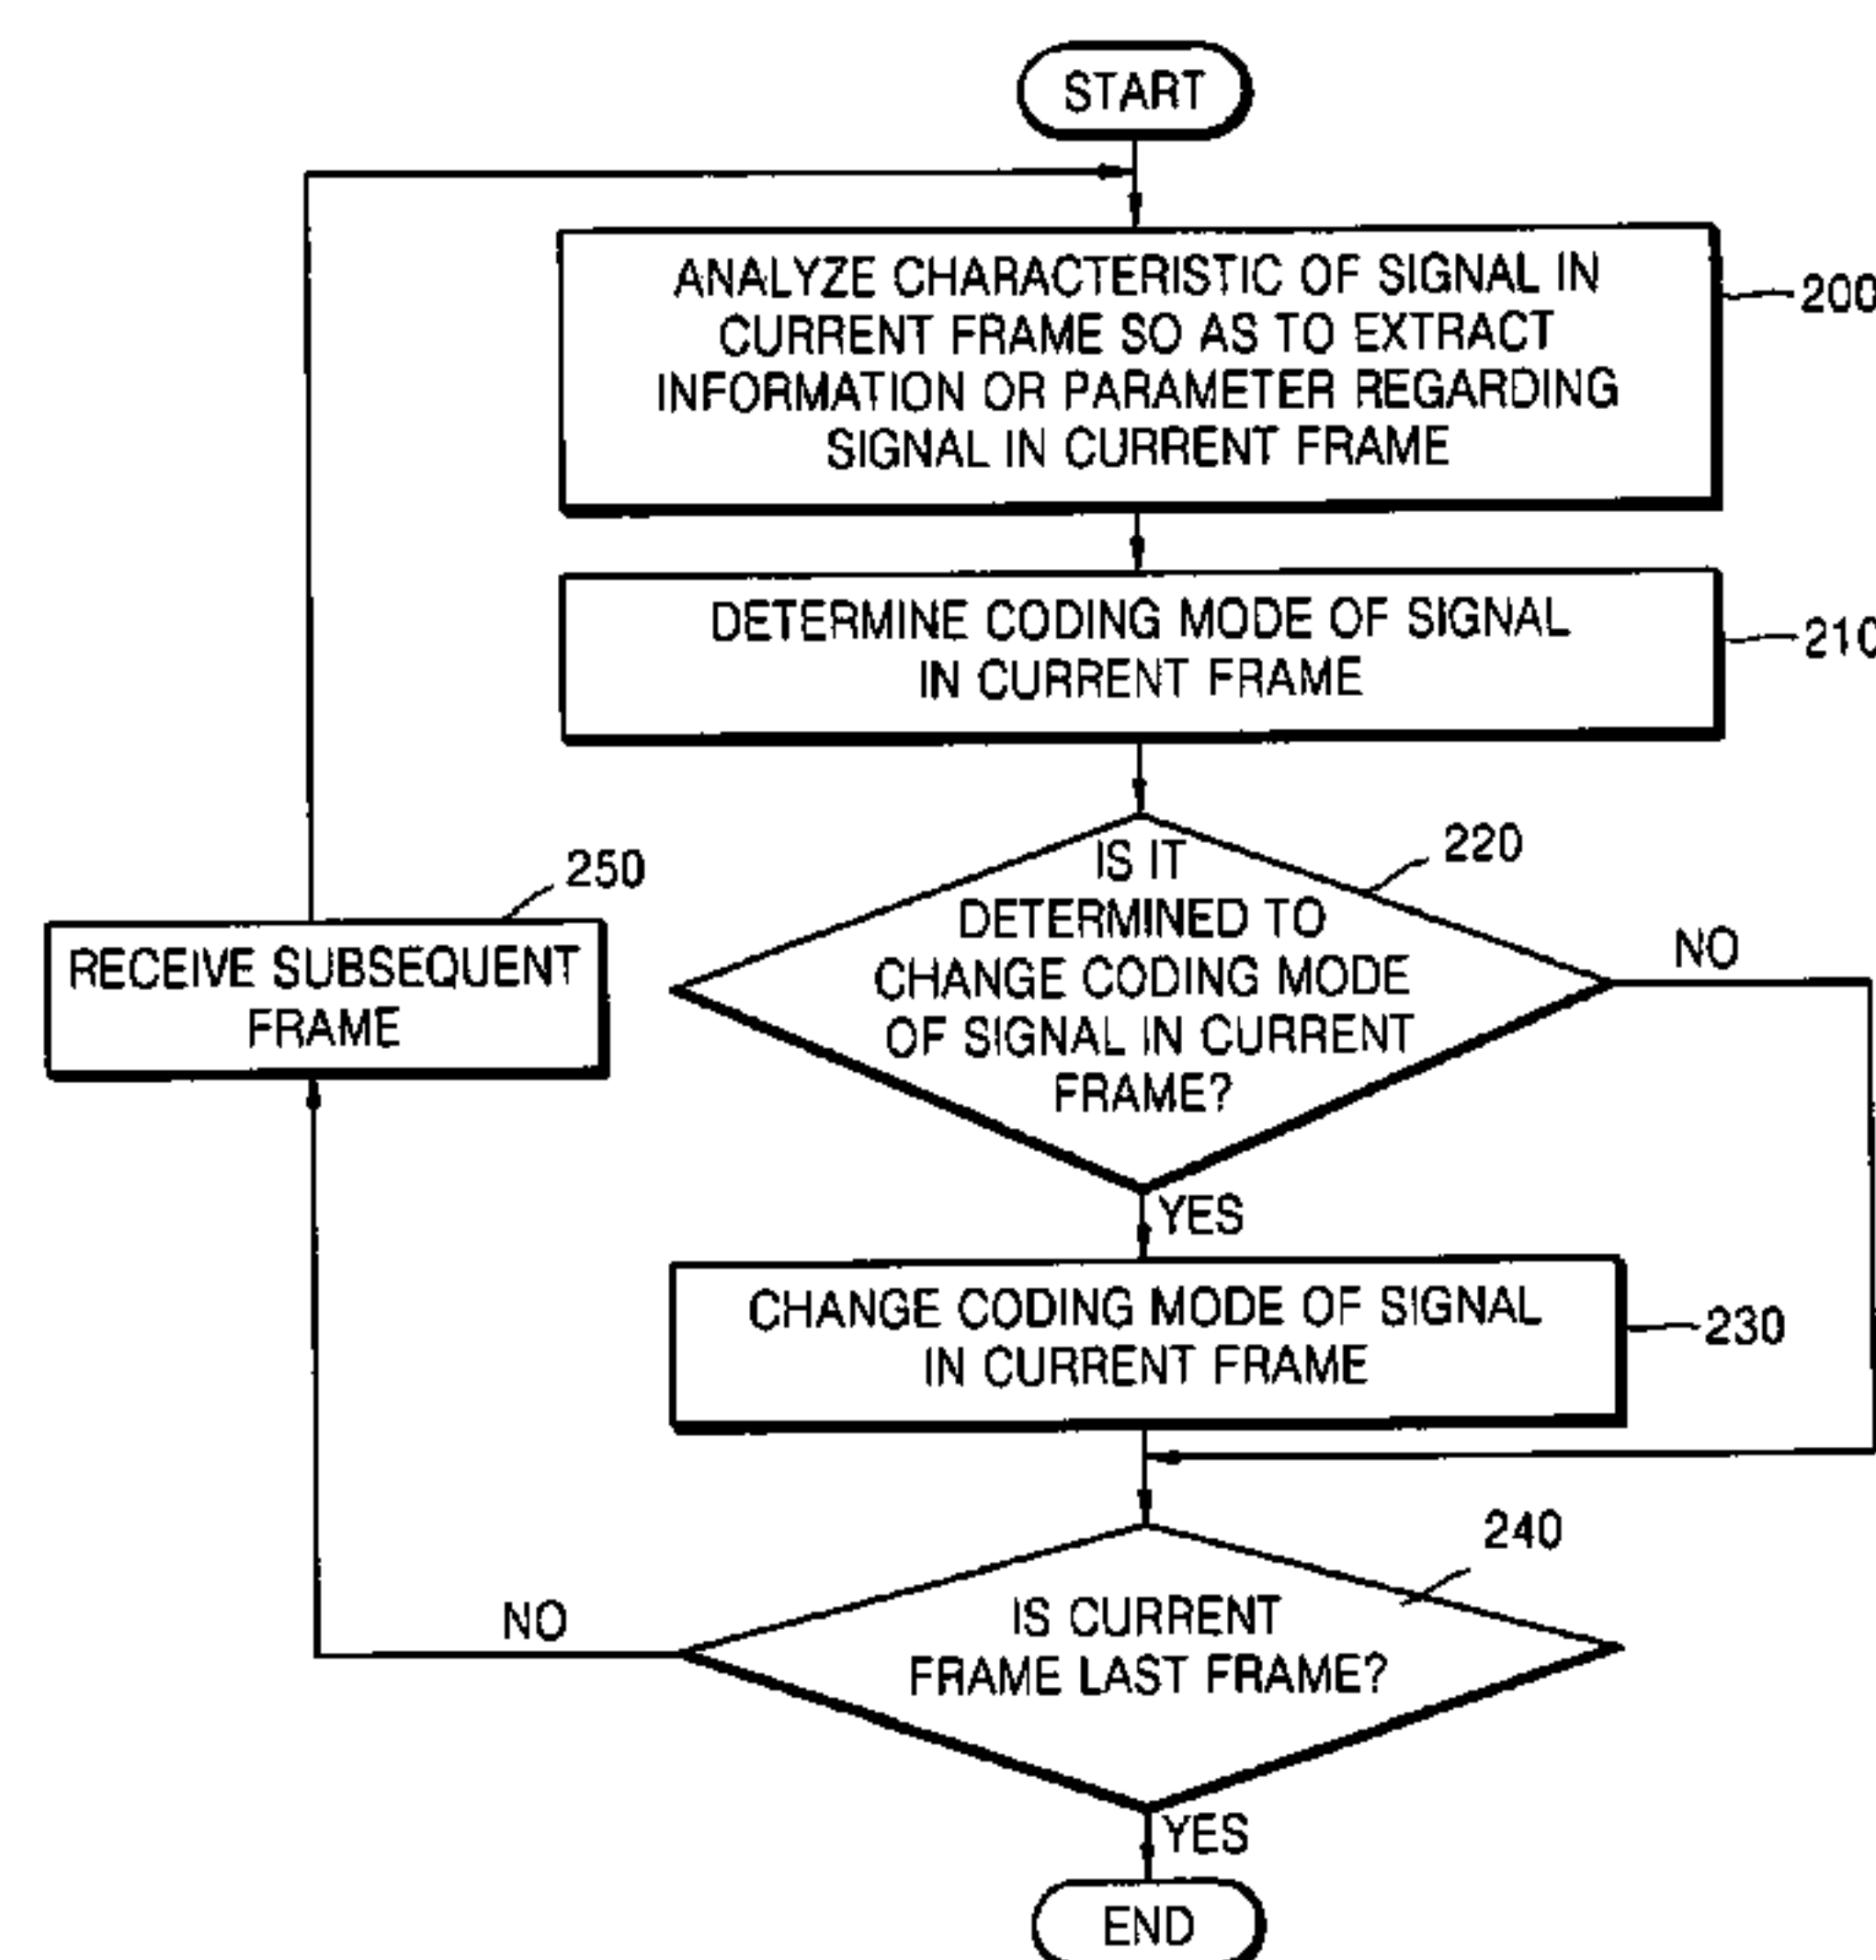 START
ANALYZE CHARACTERISTIC OF SIGNAL IN
CURRENT FRAME SO AS TO EXTRACT
INFORMATION OR PARAMETER REGARDING
SIGNAL IN CURRENT FRAME
200
DETERMINE CODING MODE OF SIGNAL
IN CURRENT FRAME
210
IS IT
DETERMINED TO
CHANGE CODING MODE
OF SIGNAL IN CURRENT
FRAME?
220
NO
250
RECEIVE SUBSEQUENT
FRAME
YES
CHANGE CODING MODE OF SIGNAL
IN CURRENT FRAME
230
240
IS CURRENT
FRAME LAST FRAME?
NO
YES
END